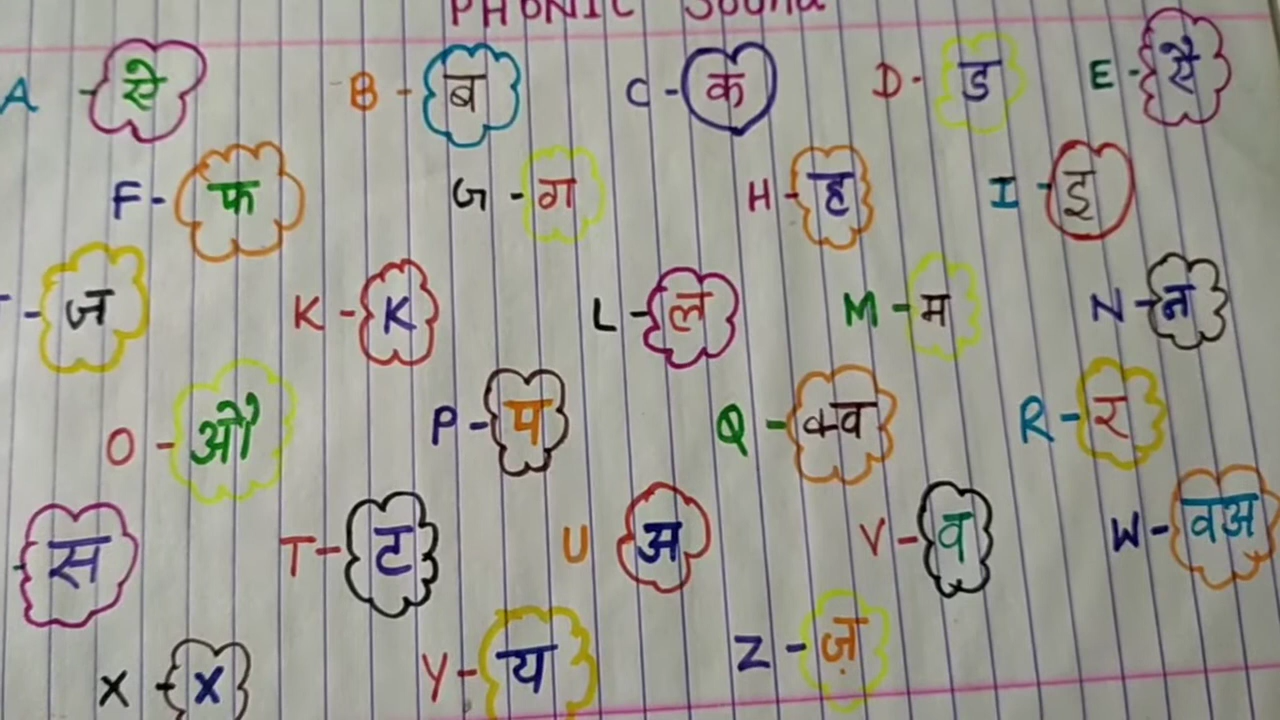 PHONIC Sound
A - ऐ B - ब C - क D - ड E - ऐ
F - फ G - ग H - ह I - इ
- ज K - K L - ल M - म N - न
O - औ P - प Q - क्व R - र
- स T - ट U अ V - व W - वअ
X - X Y - य Z - ज़